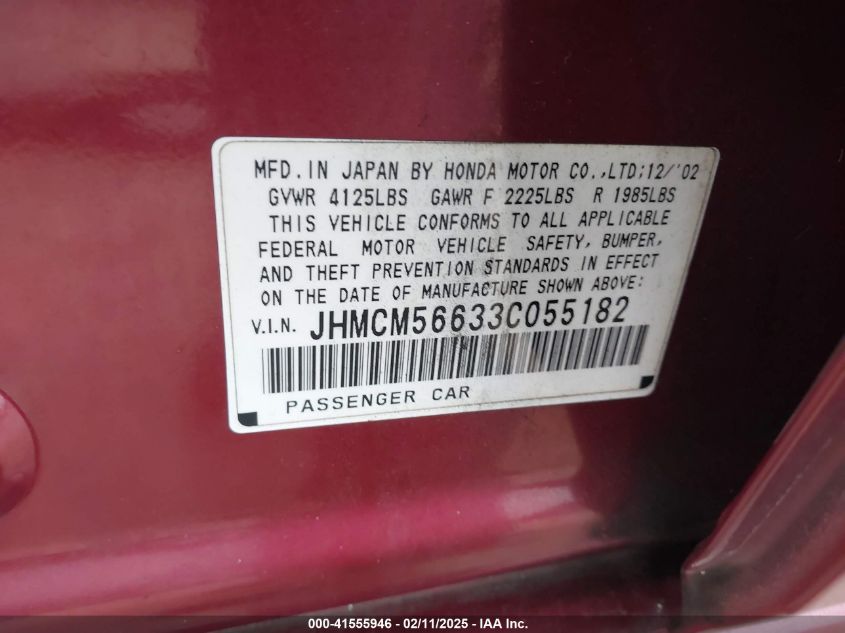 MFD.IN JAPAN BY HONDA MOTOR CO.,LTD;12/'02
GVWR 4125LBS GAWR F 2225LBS R 1985LBS
THIS VEHICLE CONFORMS TO ALL APPLICABLE
FEDERAL MOTOR VEHICLE SAFETY, BUMPER,
AND THEFT PREVENTION STANDARDS IN EFFECT
ON THE DATE OF MANUFACTURE SHOWN ABOVE:
V.I.N. JHMCM56633C055182
PASSENGER CAR
000-41555946 - 02/11/2025 - IAA Inc.